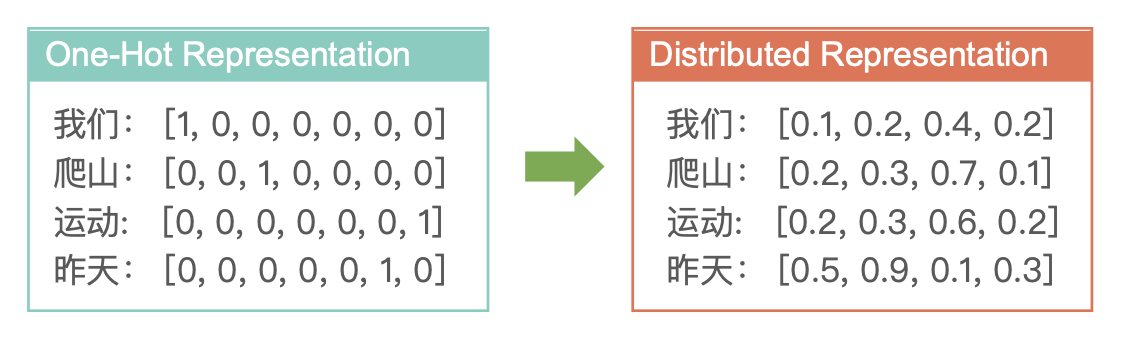 One-Hot Representation
我们： [1, 0, 0, 0, 0, 0, 0]
爬山： [0, 0, 1, 0, 0, 0, 0]
运动: [0, 0, 0, 0, 0, 0, 1]
昨天： [0, 0, 0, 0, 0, 1, 0]
Distributed Representation
我们： [0.1, 0.2, 0.4, 0.2]
爬山： [0.2, 0.3, 0.7, 0.1]
运动: [0.2, 0.3, 0.6, 0.2]
昨天： [0.5, 0.9, 0.1, 0.3]